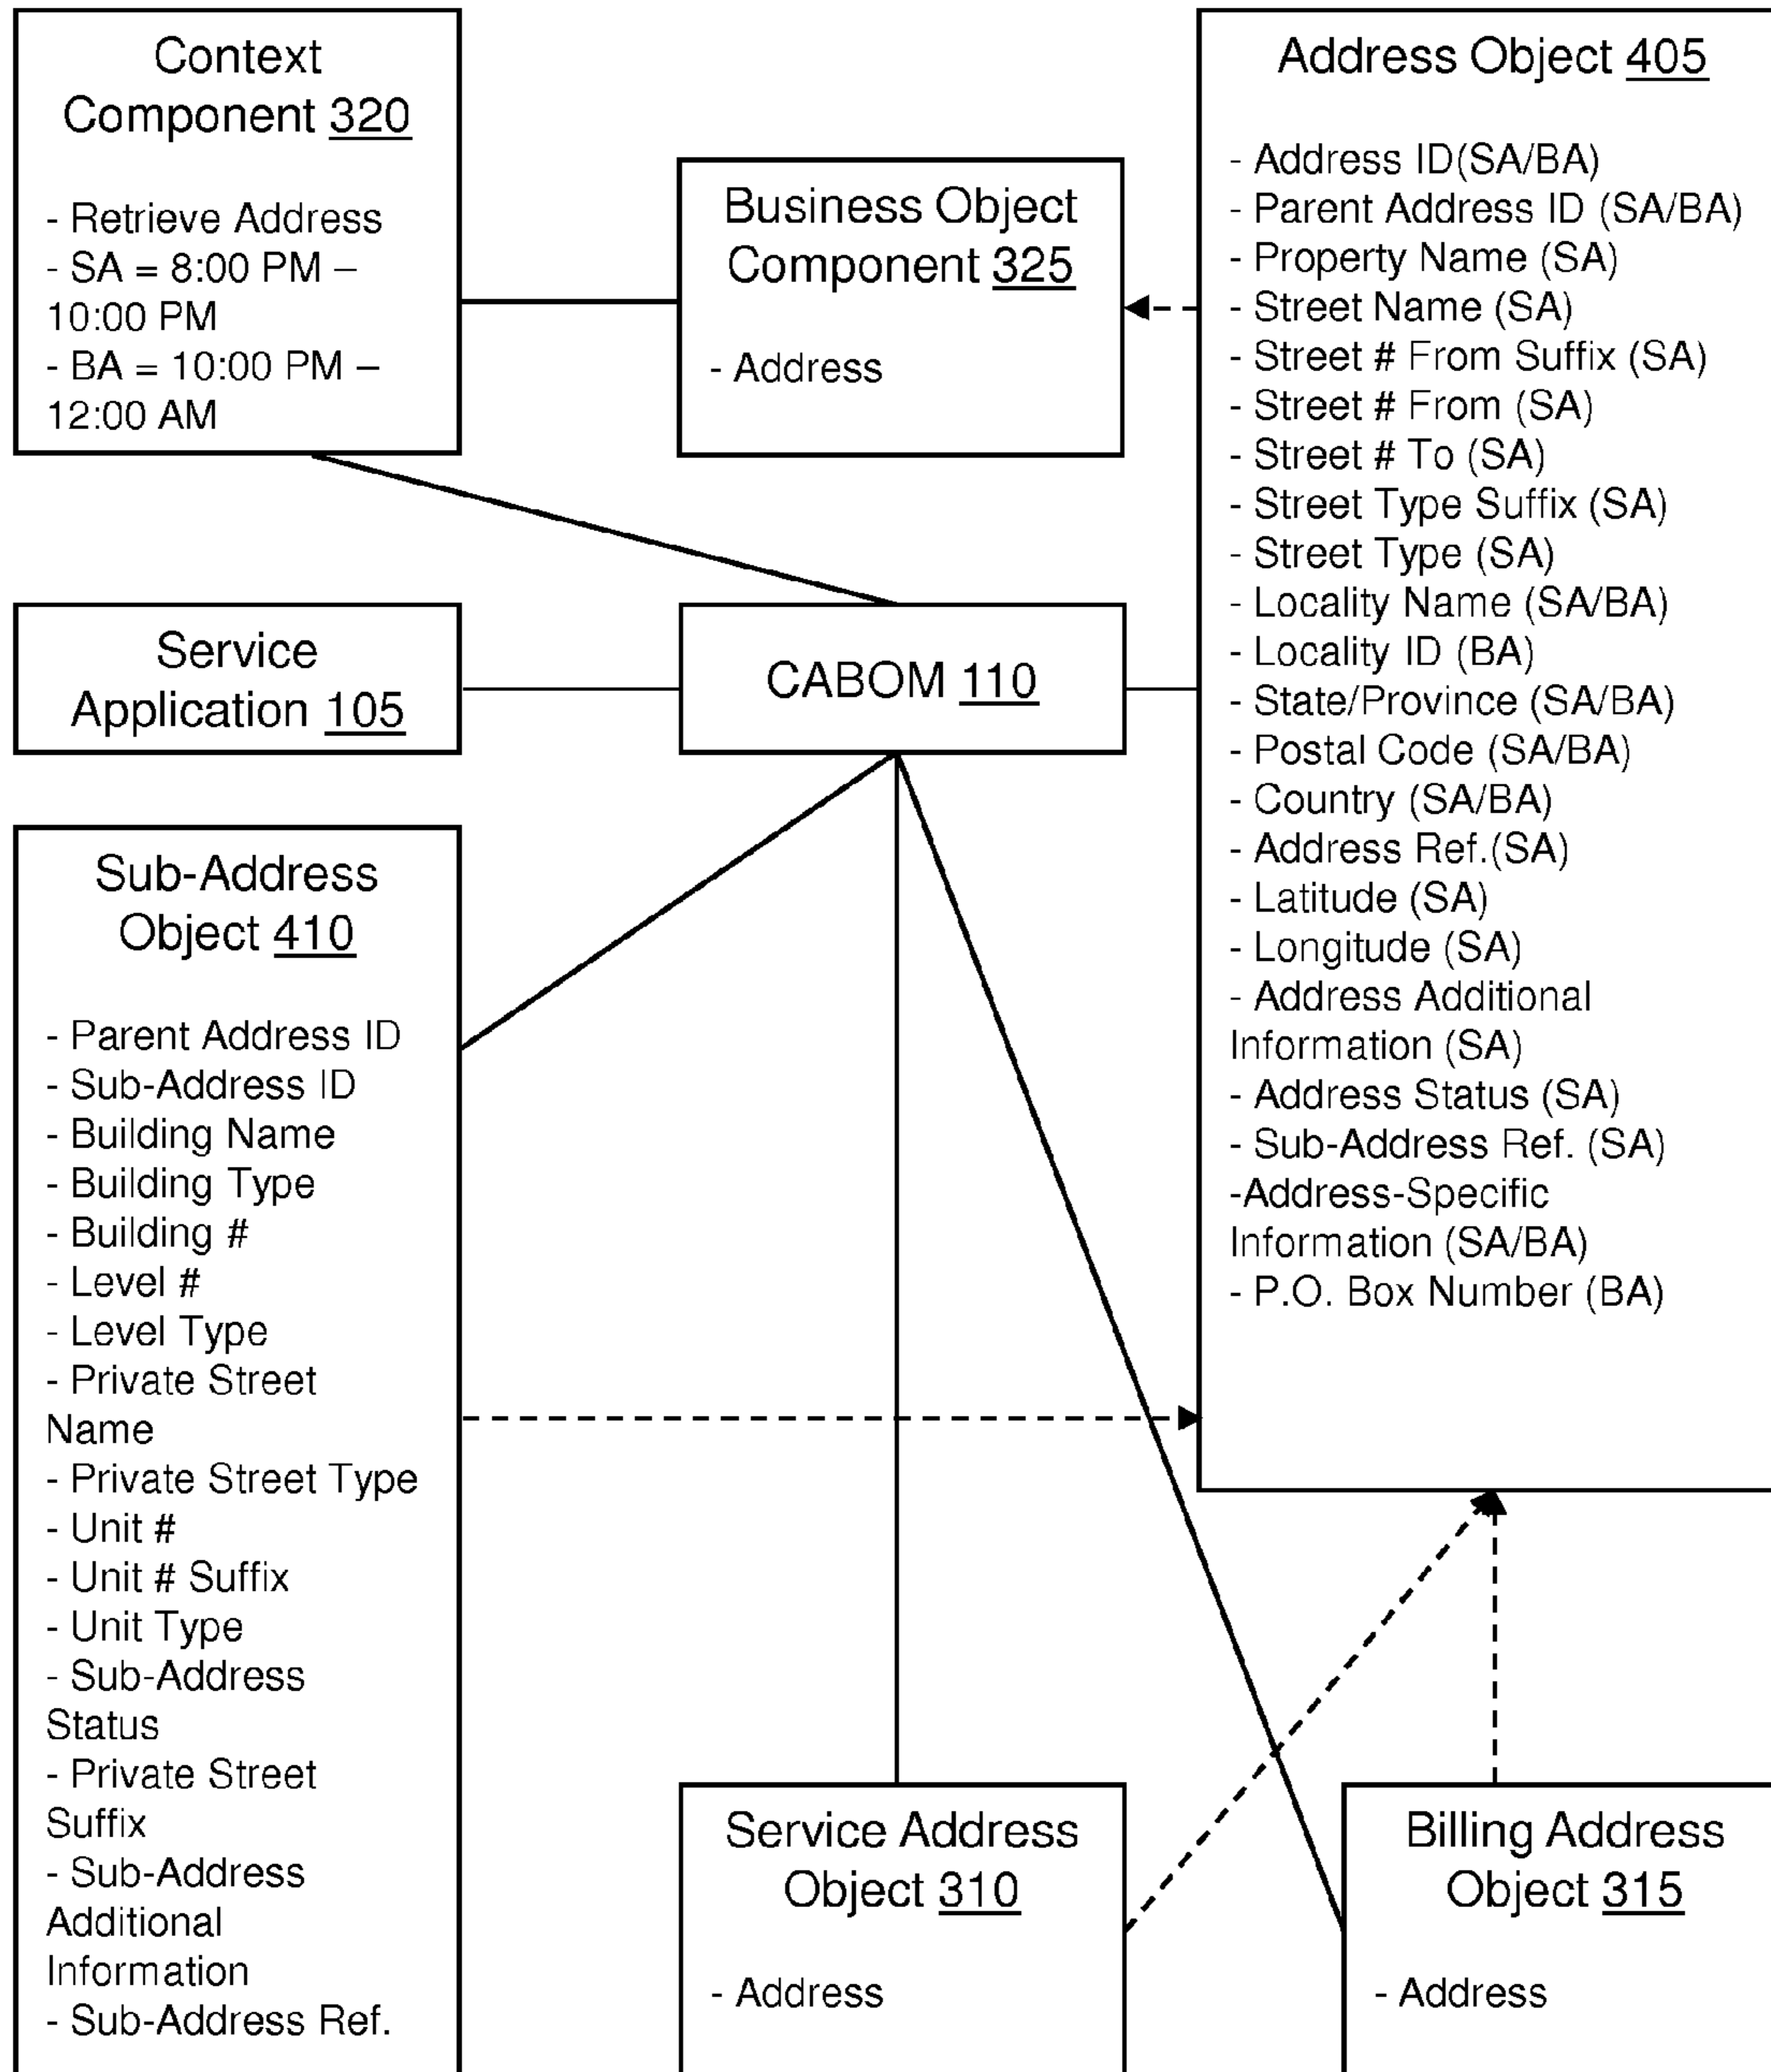 Context
Component 320
- Retrieve Address
- SA = 8:00 PM –
10:00 PM
- BA = 10:00 PM –
12:00 AM
Business Object
Component 325
- Address
Address Object 405
- Address ID(SA/BA)
- Parent Address ID (SA/BA)
- Property Name (SA)
- Street Name (SA)
- Street # From Suffix (SA)
- Street # From (SA)
- Street # To (SA)
- Street Type Suffix (SA)
- Street Type (SA)
- Locality Name (SA/BA)
- Locality ID (BA)
- State/Province (SA/BA)
- Postal Code (SA/BA)
- Country (SA/BA)
- Address Ref.(SA)
- Latitude (SA)
- Longitude (SA)
- Address Additional
Information (SA)
- Address Status (SA)
- Sub-Address Ref. (SA)
-Address-Specific
Information (SA/BA)
- P.O. Box Number (BA)
Service
Application 105
CABOM 110
Sub-Address
Object 410
- Parent Address ID
- Sub-Address ID
- Building Name
- Building Type
- Building #
- Level #
- Level Type
- Private Street
Name
- Private Street Type
- Unit #
- Unit # Suffix
- Unit Type
- Sub-Address
Status
- Private Street
Suffix
- Sub-Address
Additional
Information
- Sub-Address Ref.
Service Address
Object 310
- Address
Billing Address
Object 315
- Address